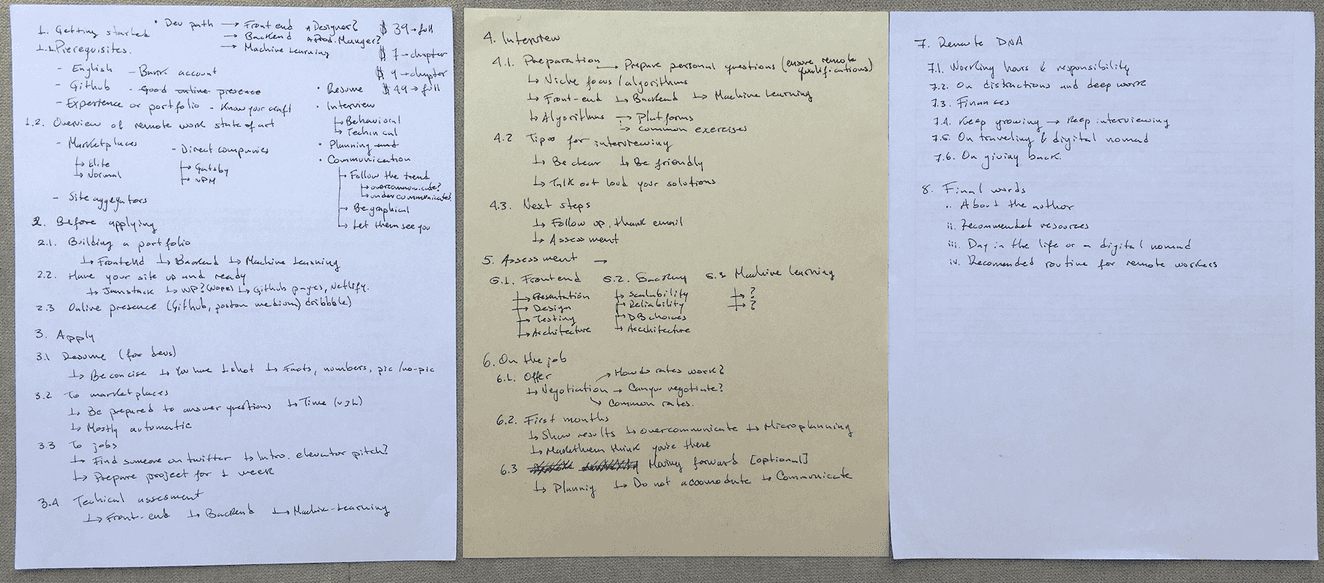 1. Getting started
• Dev path → Front end
→ Backend
→ Machine Learning
* Designer?
$ 39 → full
$ 7 → chapter
$ 9 → chapter
$ 49 → full
1.1. Prerequisites.
- English - Bank account
- Github - Good online presence
- Experience or portfolio - Know your craft
• Resume
• Interview
↳ Behavioral
↳ Technical
• Planning
• Communication
↳ Follow the trend
↳ overcommunicate?
↳ undercommunicate?
↳ Be graphical
↳ Let them see you
1.2. Overview of remote work state of art
- Marketplaces
↳ Elite
↳ Normal
- Direct companies
↳ Gatsby
↳ NPM
- Site aggregators
2. Before applying
2.1. Building a portfolio
↳ Frontend ↳ Backend ↳ Machine Learning
2.2. Have your site up and ready
↳ Jamstack ↳ WP? ↳ Github pages, Netlify.
2.3 Online presence (Github, medium, dribbble)
3. Apply
3.1 Resume (for devs)
↳ Be concise ↳ You have 1 shot ↳ Facts, numbers, pic/no-pic
3.2 To marketplaces
↳ Be prepared to answer questions ↳ Time
↳ Mostly automatic
3.3 To jobs
↳ Find someone on twitter ↳ Intro. elevator pitch?
↳ Prepare project for 1 week
3.4 Techical assesment
↳ Front-end ↳ Backend ↳ Machine-Learning
4. Interview
4.1. Preparation → Prepare personal questions (ensure remote qualifications)
↳ Niche focus/algorithms
↳ Front-end ↳ Backend ↳ Machine Learning
↳ Algorithms → Platforms
→ common exercises
4.2 Tips for interviewing
↳ Be clear ↳ Be friendly
↳ Talk out loud your solutions
4.3. Next steps
↳ Follow up, thank email
↳ Assessment
5. Assessment →
5.1. Frontend
↳ Presentation
↳ Design
↳ Testing
↳ Architecture
5.2. Backend
↳ Scalability
↳ Reliability
↳ DB choices
↳ Architecture
5.3 Machine learning
↳ ?
↳ ?
6. On the job
6.1. Offer
↳ Negotiation → How do rates work?
→ Can you negotiate?
→ Common rates.
6.2. First months
↳ Show results ↳ overcommunicate ↳ Microplanning
↳ Make them think you're there
6.3 Moving forward [optional]
↳ Planning ↳ Do not accomodate ↳ Communicate
7. Remote DNA
7.1. Working hours & responsibility
7.2. On distractions and deep work
7.3. Finances
7.4. Keep growing → Keep interviewing
7.5. On traveling & digital nomad
7.6. On giving back.
8. Final words
i. About the author
ii. Recommended resources
iii. Day in the life of a digital nomad
iv. Recomended routine for remote workers